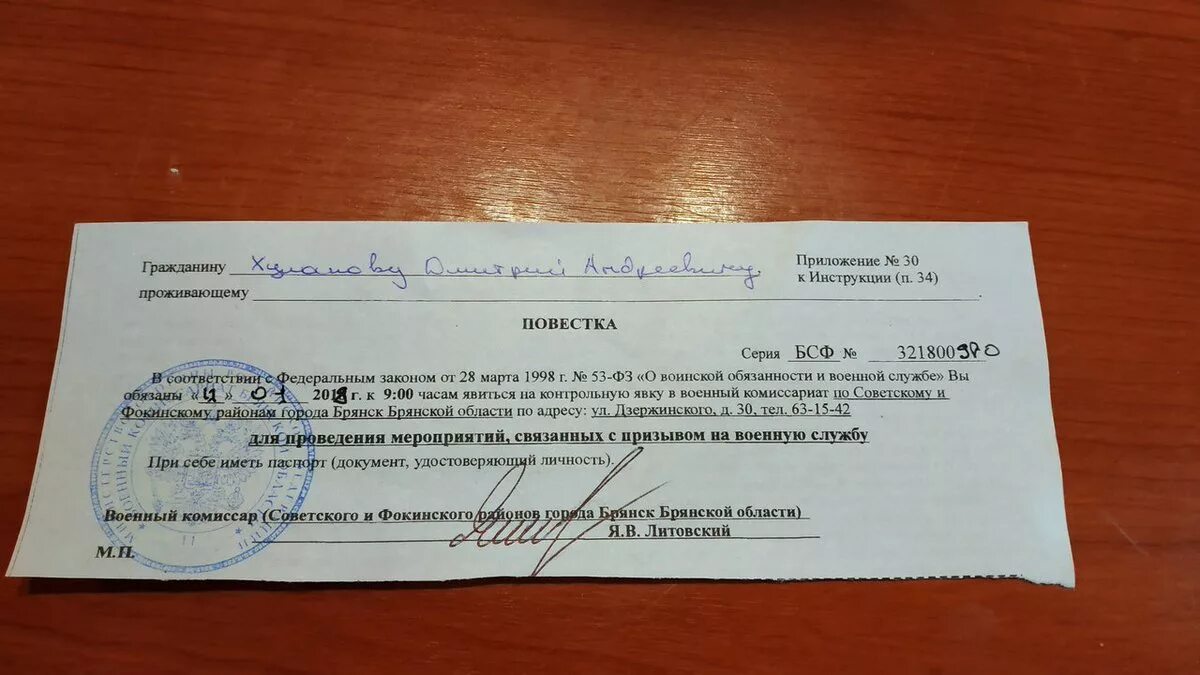 Гражданину Дмитрий Андреевичу
Приложение № 30
к Инструкции (п. 34)
проживающему
ПОВЕСТКА
Серия БСФ № 321800980
В соответствии с Федеральным законом от 28 марта 1998 г. № 53-ФЗ «О воинской обязанности и военной службе» Вы
обязаны « » 01 2018 г. к 9:00 часам явиться на контрольную явку в военный комиссариат по Советскому и
Фокинскому районам города Брянск Брянской области по адресу: ул. Дзержинского, д. 30, тел. 63-15-42
для проведения мероприятий, связанных с призывом на военную службу
При себе иметь паспорт (документ, удостоверяющий личность).
Военный комиссар (Советского и Фокинского районов города Брянск Брянской области)
Я.В. Литовский
М.П.